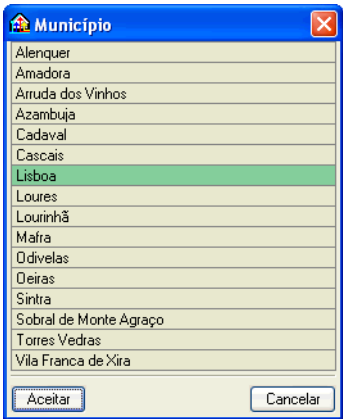 Município
Alenquer
Amadora
Arruda dos Vinhos
Azambuja
Cadaval
Cascais
Lisboa
Loures
Lourinhã
Mafra
Odivelas
Oeiras
Sintra
Sobral de Monte Agraço
Torres Vedras
Vila Franca de Xira
Aceitar Cancelar